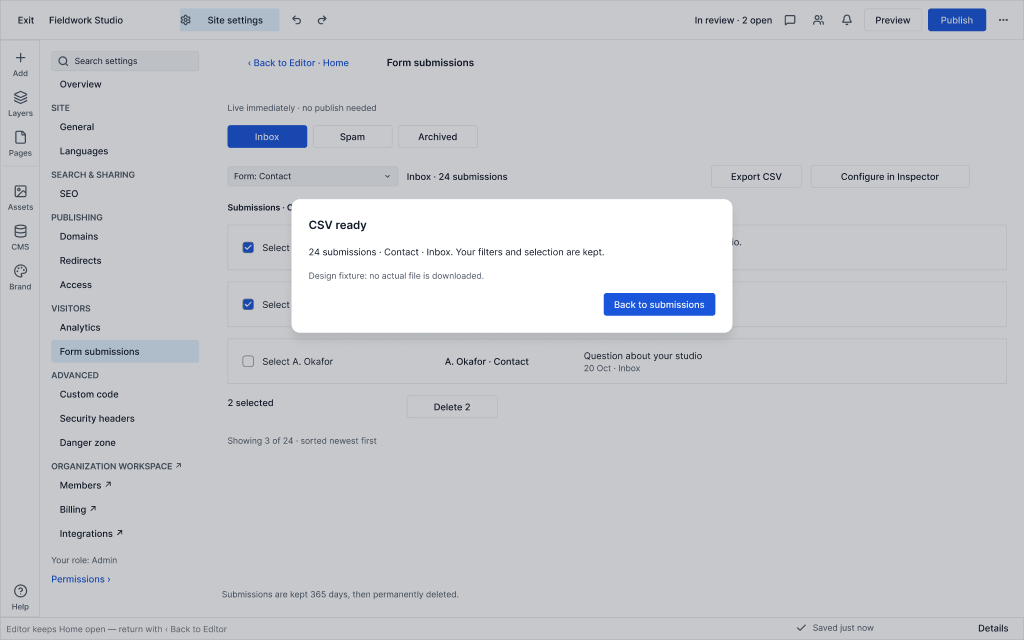 Exit
Fieldwork Studio
Site settings
In review · 2 open
Preview
Publish
Add
Layers
Pages
Assets
CMS
Brand
Help
Search settings
Overview
SITE
General
Languages
SEARCH & SHARING
SEO
PUBLISHING
Domains
Redirects
Access
VISITORS
Analytics
Form submissions
ADVANCED
Custom code
Security headers
Danger zone
ORGANIZATION WORKSPACE ↗
Members ↗
Billing ↗
Integrations ↗
Your role: Admin
Permissions ›
‹ Back to Editor · Home
Form submissions
Live immediately · no publish needed
Inbox
Spam
Archived
Form: Contact
Inbox · 24 submissions
Export CSV
Configure in Inspector
Submissions ·
Select
Select
CSV ready
24 submissions · Contact · Inbox. Your filters and selection are kept.
Design fixture: no actual file is downloaded.
Back to submissions
Select A. Okafor
A. Okafor · Contact
Question about your studio
20 Oct · Inbox
2 selected
Delete 2
Showing 3 of 24 · sorted newest first
Submissions are kept 365 days, then permanently deleted.
Editor keeps Home open — return with ‹ Back to Editor
Saved just now
Details